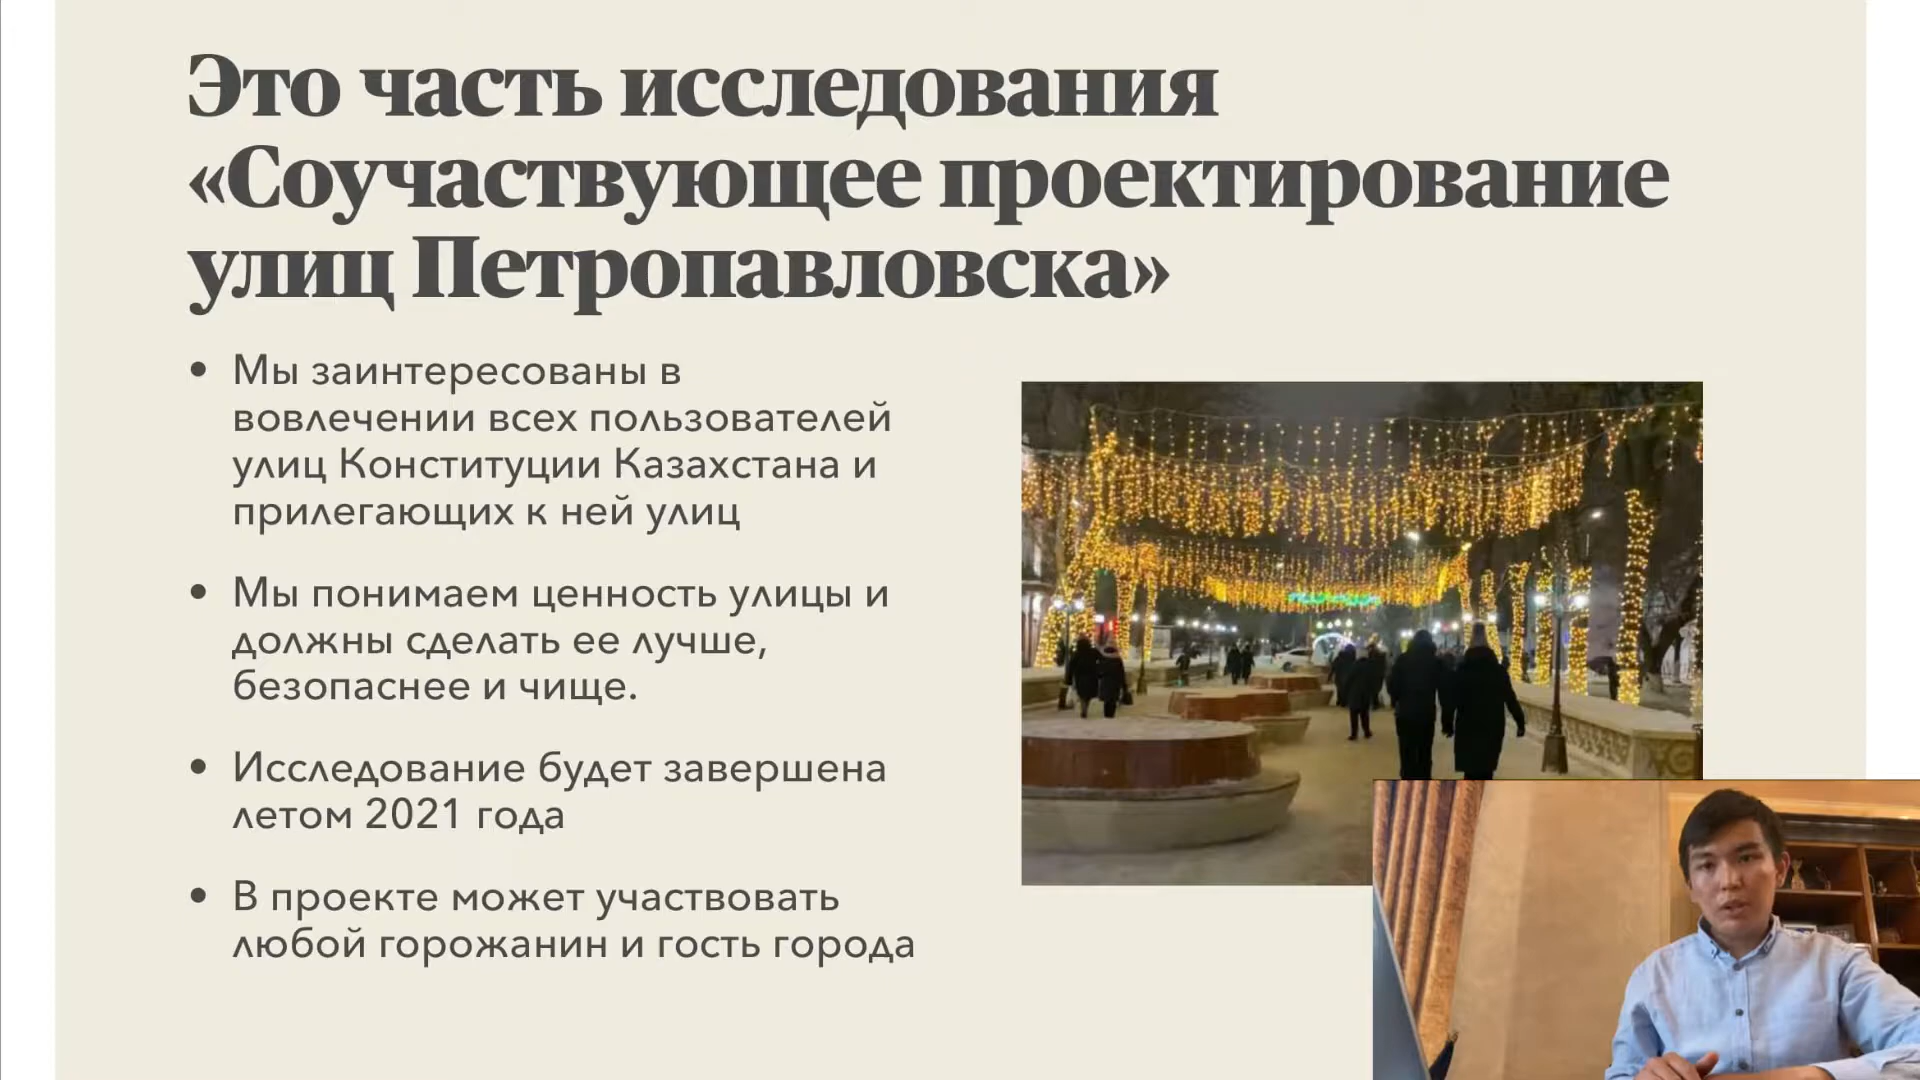 Это часть исследования
«Соучаствующее проектирование
улиц Петропавловска»
• Мы заинтересованы в
вовлечении всех пользователей
улиц Конституции Казахстана и
прилегающих к ней улиц
• Мы понимаем ценность улицы и
должны сделать ее лучше,
безопаснее и чище.
• Исследование будет завершена
летом 2021 года
• В проекте может участвовать
любой горожанин и гость города